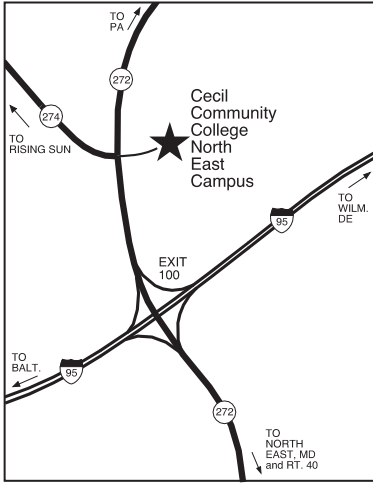 TO
PA
272
274
TO
RISING SUN
Cecil
Community
College
North
East
Campus
TO
WILM.
DE
95
EXIT
100
TO
BALT.
95
272
TO
NORTH
EAST, MD
and RT. 40